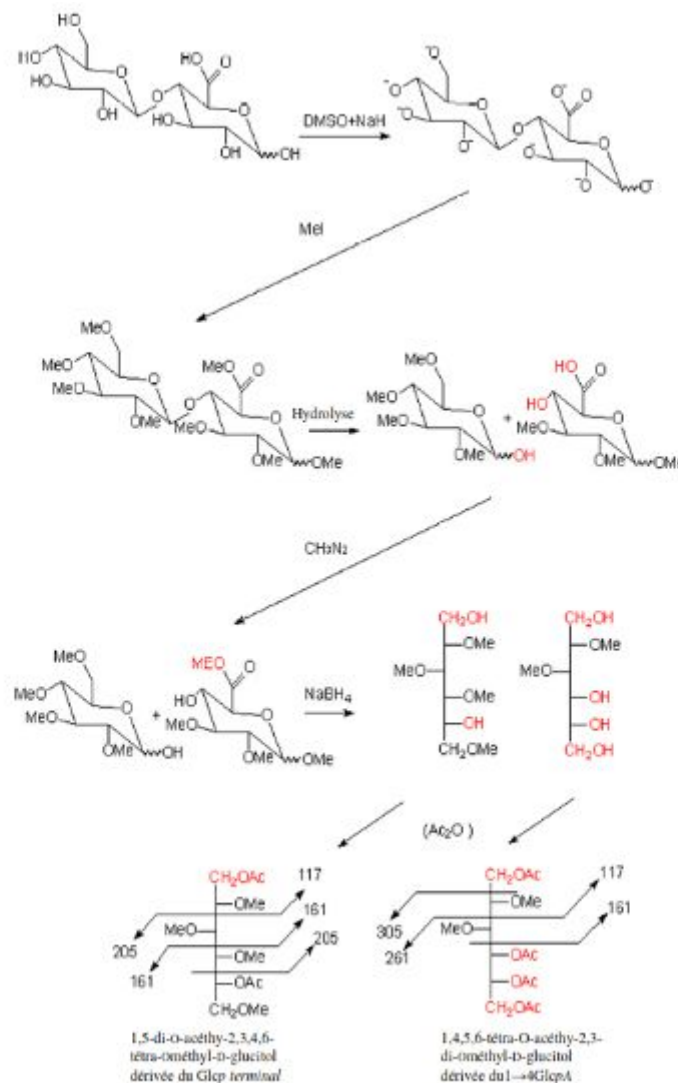 HO
HO
HO
O
HO
O
HO
O
O
OH
HO
OH
OH
DMSO+NaH
MeI
MeO
MeO
MeO
O
MeO
O
OMe
O
O
MeO
OMe
OMe
Hydrolyse
MeO
MeO
MeO
O
OMe
OH
+
HO
O
HO
O
MeO
OMe
OMe
CH3N2
MeO
MeO
MeO
O
OMe
OH
+
MEO
O
HO
O
MeO
OMe
OMe
NaBH4
CH2OH
OMe
MeO
OMe
OH
CH2OMe
CH2OH
OMe
MeO
OH
OH
CH2OH
(Ac2O )
CH2OAc
117
OMe
161
MeO
205
205
OMe
161
OAc
CH2OMe
CH2OAc
117
OMe
161
305
MeO
261
OAc
OAc
CH2OAc
1,5-di-o-acéthy-2,3,4,6-
tétra-ométhyl-D-glucitol
dérivée du Glcp terminal
1,4,5,6-tétra-O-acéthy-2,3-
di-Ométhyl-D-glucitol
dérivée du1→4GlcpA